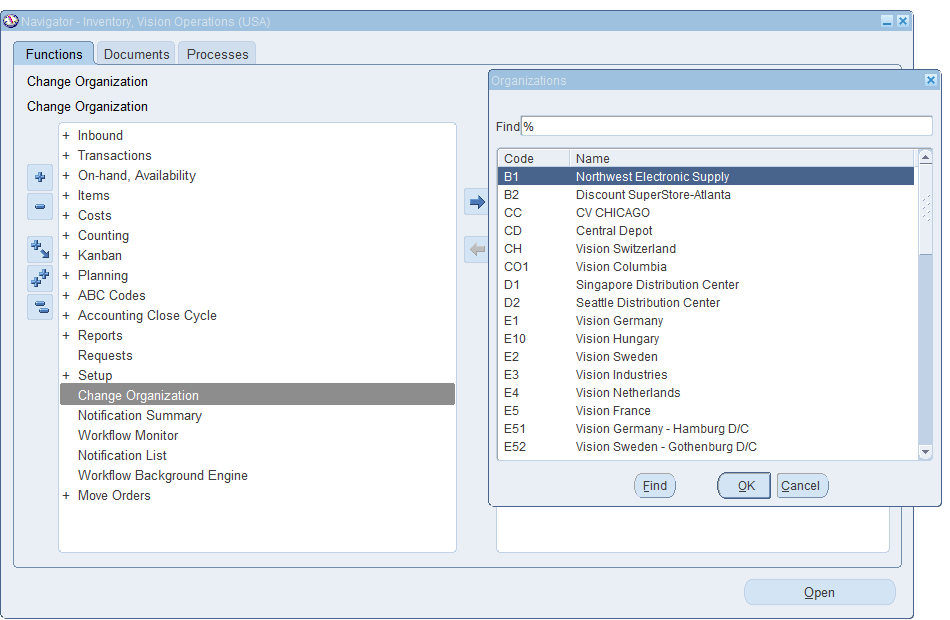 Navigator - Inventory, Vision Operations (USA)
Functions Documents Processes
Change Organization
Change Organization
+ Inbound
+ Transactions
+ On-hand, Availability
+ Items
+ Costs
+ Counting
+ Kanban
+ Planning
+ ABC Codes
+ Accounting Close Cycle
+ Reports
Requests
+ Setup
Change Organization
Notification Summary
Workflow Monitor
Notification List
Workflow Background Engine
+ Move Orders
Organizations
Find %
Code Name
B1 Northwest Electronic Supply
B2 Discount SuperStore-Atlanta
CC CV CHICAGO
CD Central Depot
CH Vision Switzerland
CO1 Vision Columbia
D1 Singapore Distribution Center
D2 Seattle Distribution Center
E1 Vision Germany
E10 Vision Hungary
E2 Vision Sweden
E3 Vision Industries
E4 Vision Netherlands
E5 Vision France
E51 Vision Germany - Hamburg D/C
E52 Vision Sweden - Gothenburg D/C
Find OK Cancel
Open